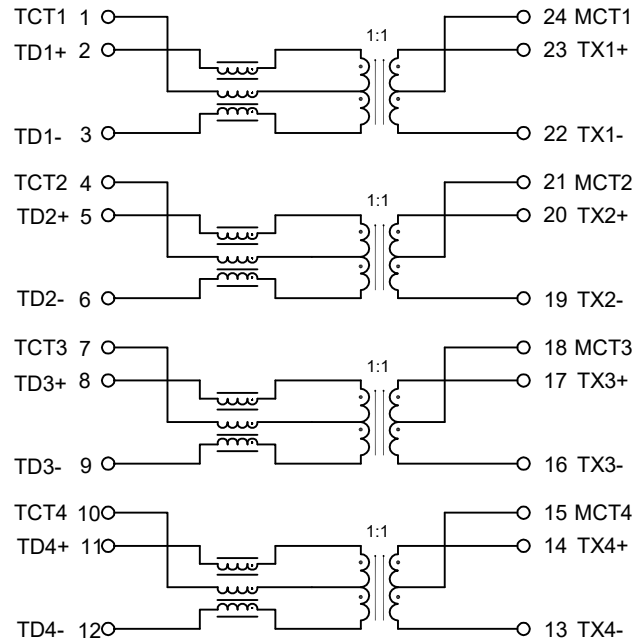 TCT1 1 24 MCT1
1:1
TD1+ 2 23 TX1+
TD1- 3 22 TX1-
TCT2 4 21 MCT2
1:1
TD2+ 5 20 TX2+
TD2- 6 19 TX2-
TCT3 7 18 MCT3
1:1
TD3+ 8 17 TX3+
TD3- 9 16 TX3-
TCT4 10 15 MCT4
1:1
TD4+ 11 14 TX4+
TD4- 12 13 TX4-